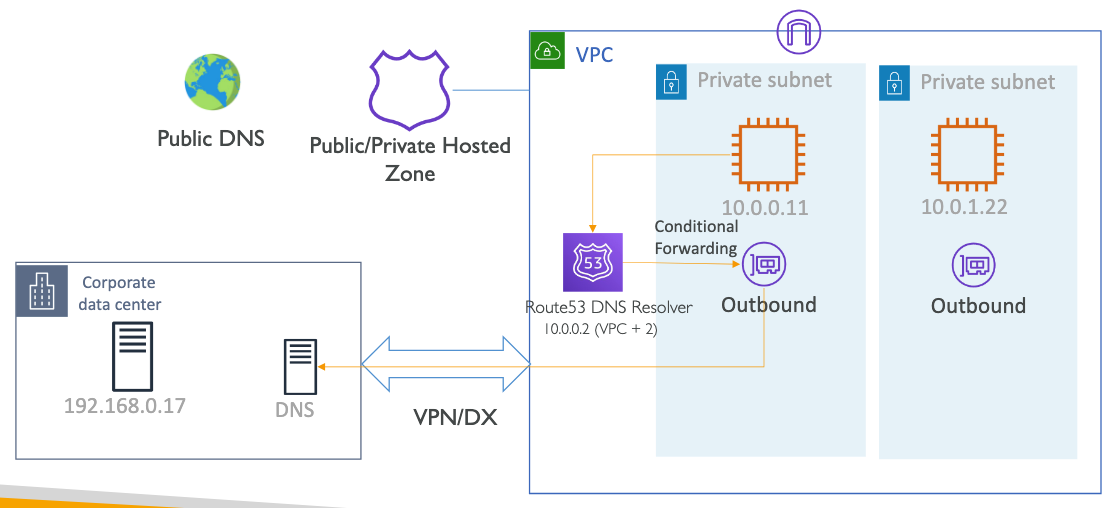 Public DNS
Public/Private Hosted
Zone
VPC
Private subnet
Private subnet
10.0.0.11
10.0.1.22
Conditional
Forwarding
53
Route53 DNS Resolver
10.0.0.2 (VPC + 2)
Outbound
Outbound
Corporate
data center
192.168.0.17
DNS
VPN/DX